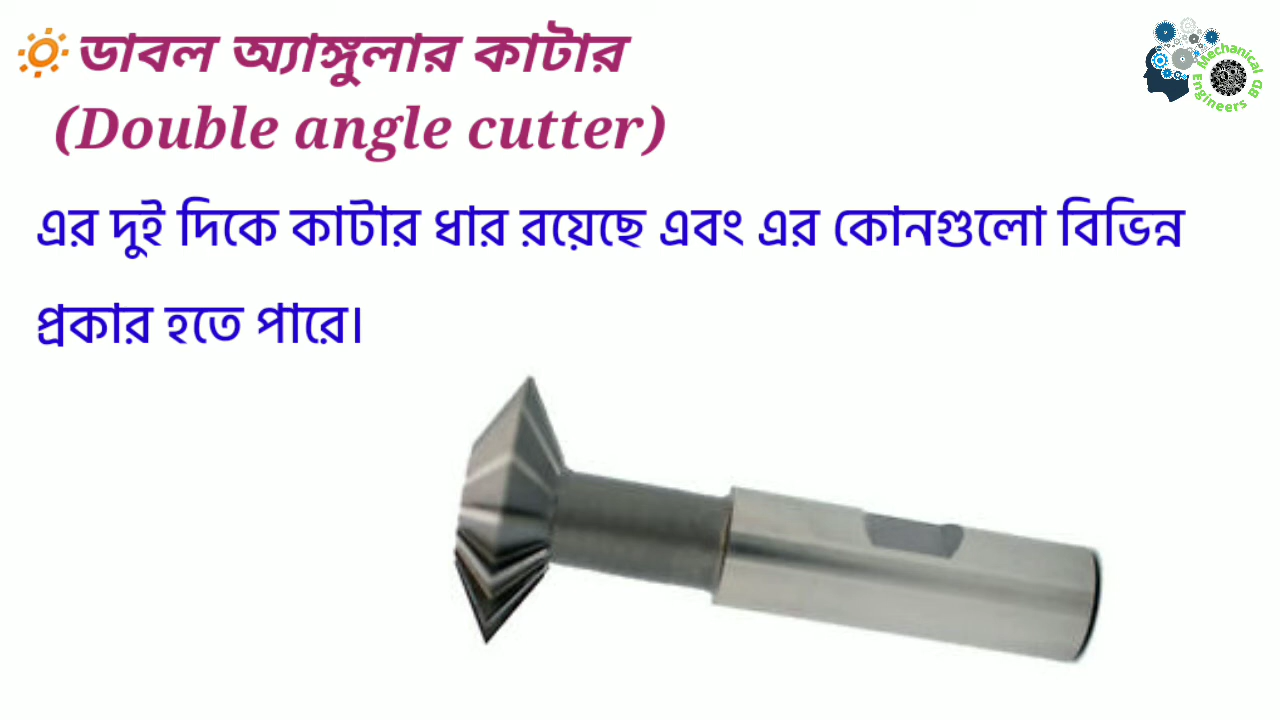 ডাবল অ্যাঙ্গুলার কাটার
(Double angle cutter)
Mechanical
Engineers BD
এর দুই দিকে কাটার ধার রয়েছে এবং এর কোনগুলো বিভিন্ন
প্রকার হতে পারে।